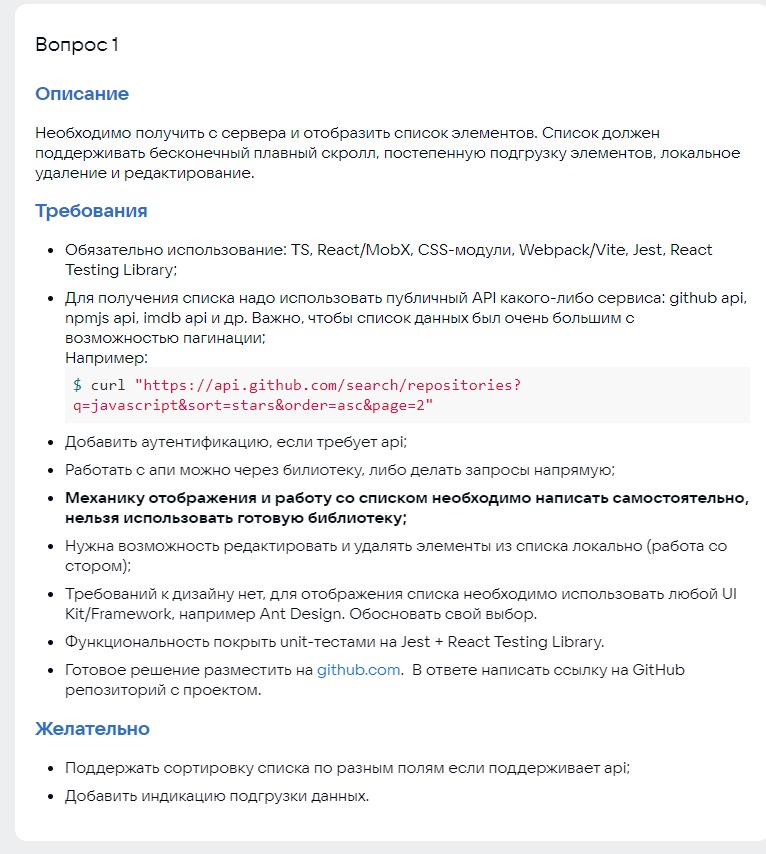 Вопрос 1
Описание
Необходимо получить с сервера и отобразить список элементов. Список должен
поддерживать бесконечный плавный скролл, постепенную подгрузку элементов, локальное
удаление и редактирование.
Требования
Обязательно использование: TS, React/MobX, CSS-модули, Webpack/Vite, Jest, React
Testing Library;
Для получения списка надо использовать публичный API какого-либо сервиса: github api,
npmjs api, imdb api и др. Важно, чтобы список данных был очень большим с
возможностью пагинации;
Например:
$ curl "https://api.github.com/search/repositories?
q=javascript&sort=stars&order=asc&page=2"
Добавить аутентификацию, если требует api;
Работать с апи можно через билиотеку, либо делать запросы напрямую;
Механику отображения и работу со списком необходимо написать самостоятельно,
нельзя использовать готовую библиотеку;
Нужна возможность редактировать и удалять элементы из списка локально (работа со
стором);
Требований к дизайну нет, для отображения списка необходимо использовать любой UI
Kit/Framework, например Ant Design. Обосновать свой выбор.
Функциональность покрыть unit-тестами на Jest + React Testing Library.
Готовое решение разместить на github.com. В ответе написать ссылку на GitHub
репозиторий с проектом.
Желательно
Поддержать сортировку списка по разным полям если поддерживает api;
Добавить индикацию подгрузки данных.